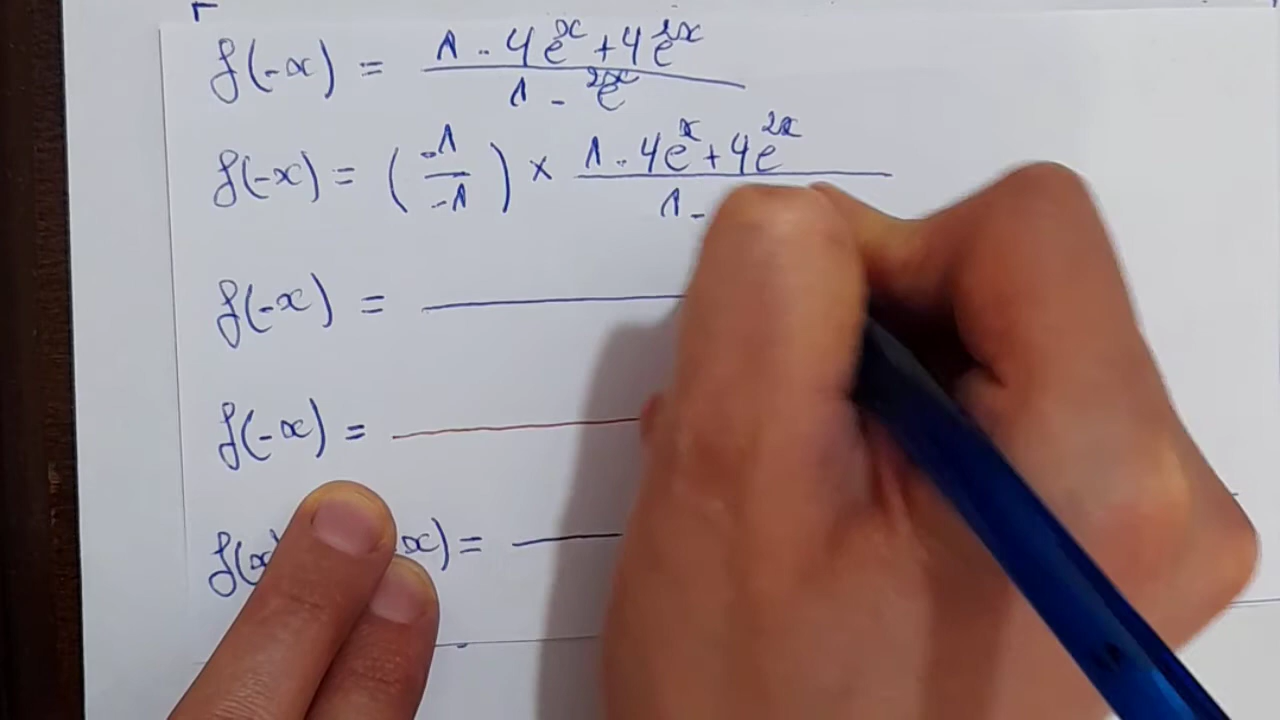 f(-x) = (1 - 4e^x + 4e^{2x}) / (1 - e^{2x})
f(-x) = (-1/-1) × (1 - 4e^x + 4e^{2x}) / (1 -
f(-x) =
f(-x) =
f(x) x) =